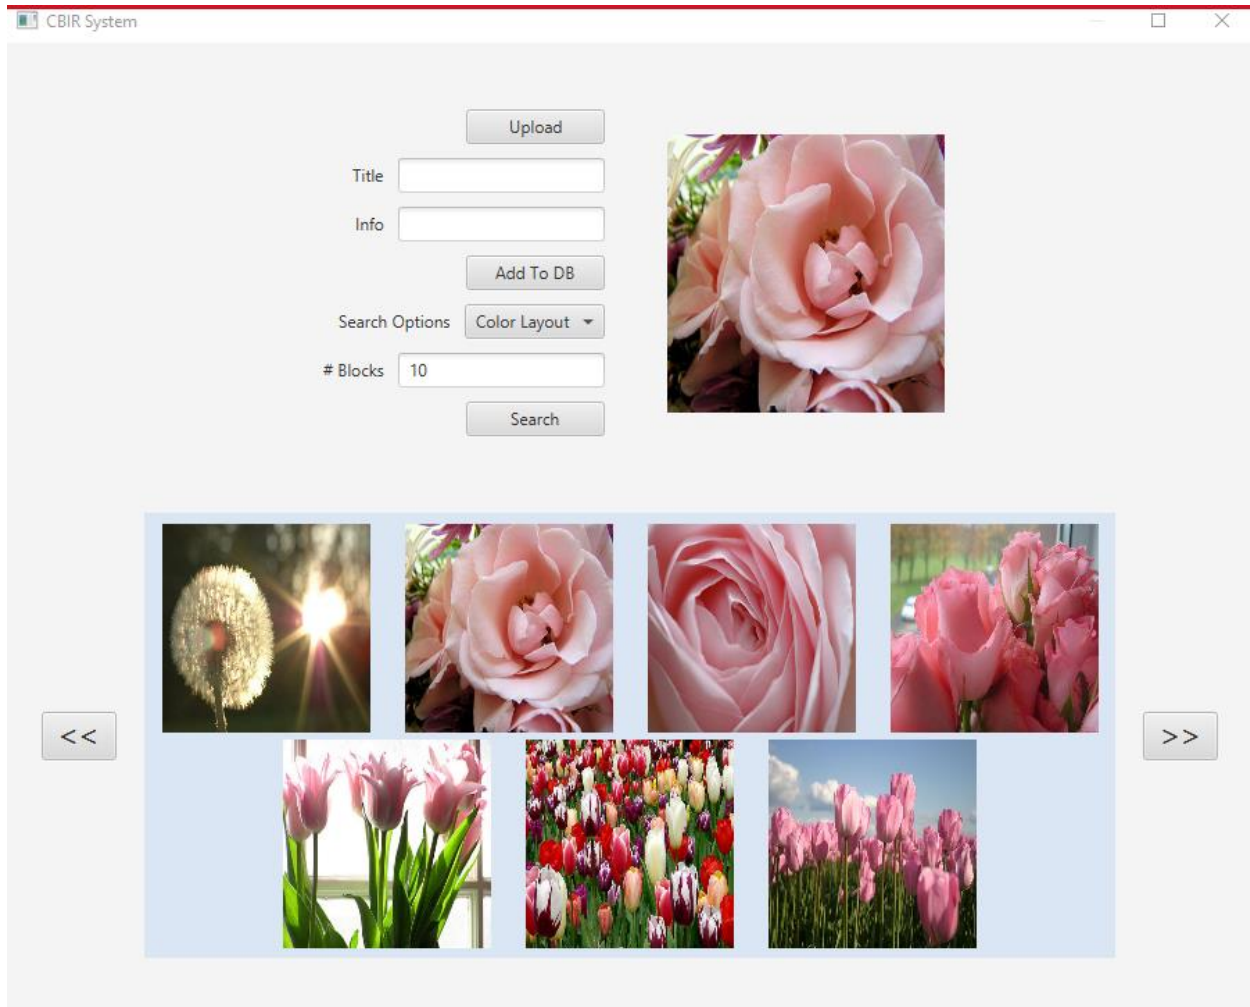 CBIR System
Upload
Title
Info
Add To DB
Search Options Color Layout
# Blocks 10
Search
<<
>>